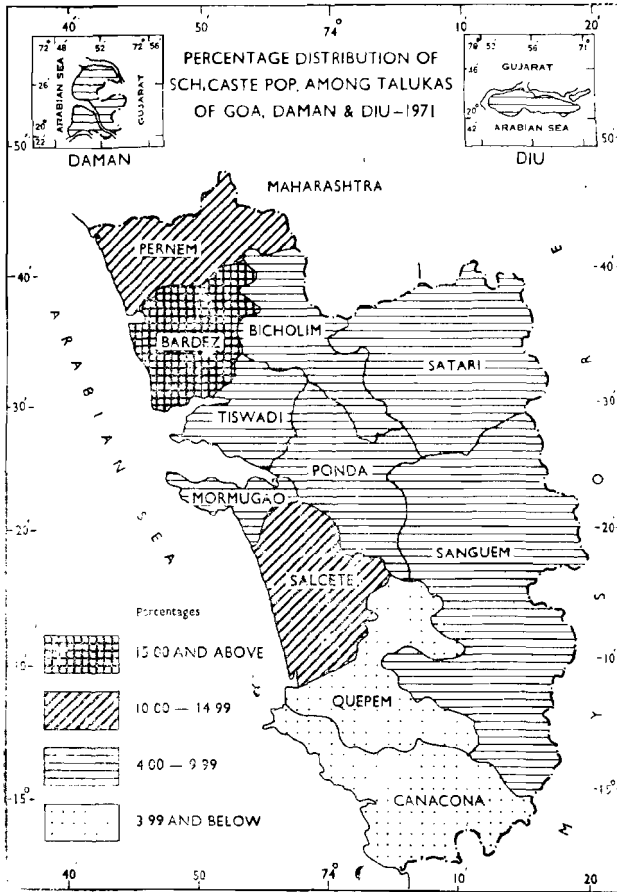 40' 50' 74° 10' 20'
PERCENTAGE DISTRIBUTION OF
SCH.CASTE POP. AMONG TALUKAS
OF GOA, DAMAN & DIU–1971
72° 48' 52' 72° 56'
26'
20°
22'
ARABIAN SEA
GUJARAT
DAMAN
52' 56' 71°
46'
GUJARAT
20°
42'
ARABIAN SEA
DIU
50' 50'
MAHARASHTRA
PERNEM
40' 40'
BICHOLIM
BARDEZ
SATARI
30' 30'
TISWADI
PONDA
MORMUGAO
20' 20'
SANGUEM
SALCETE
ARABIAN SEA
MYSORE
Percentages
15.00 AND ABOVE
10' 10'
10.00 — 14.99
QUEPEM
4.00 — 9.99
15° 15°
CANACONA
3.99 AND BELOW
40' 50' 74° 10' 20'